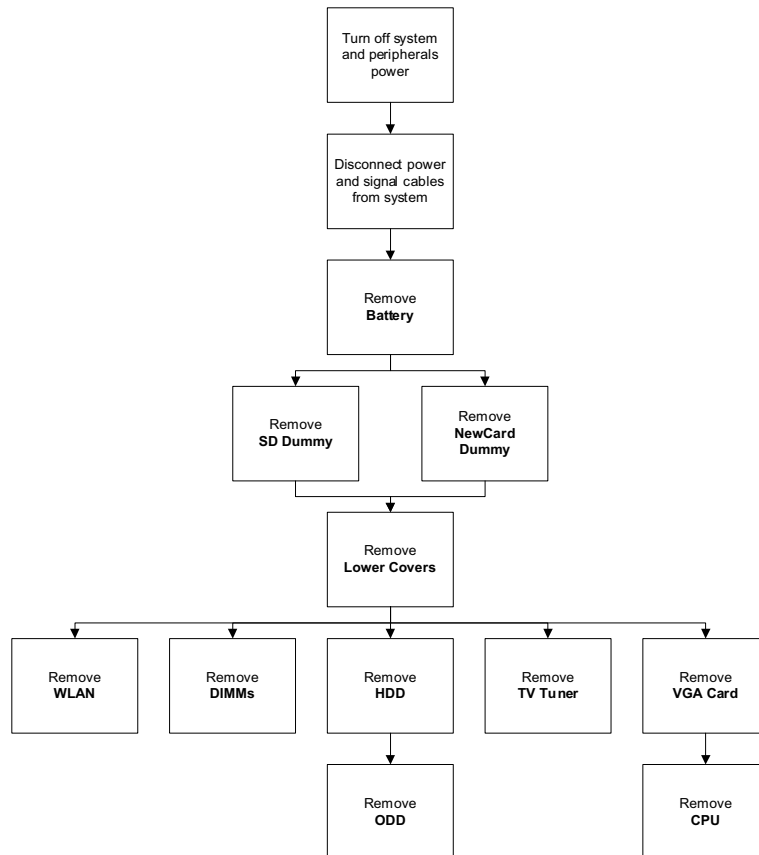 Turn off system
and peripherals
power
Disconnect power
and signal cables
from system
Remove
Battery
Remove
SD Dummy
Remove
NewCard
Dummy
Remove
Lower Covers
Remove
WLAN
Remove
DIMMs
Remove
HDD
Remove
TV Tuner
Remove
VGA Card
Remove
ODD
Remove
CPU